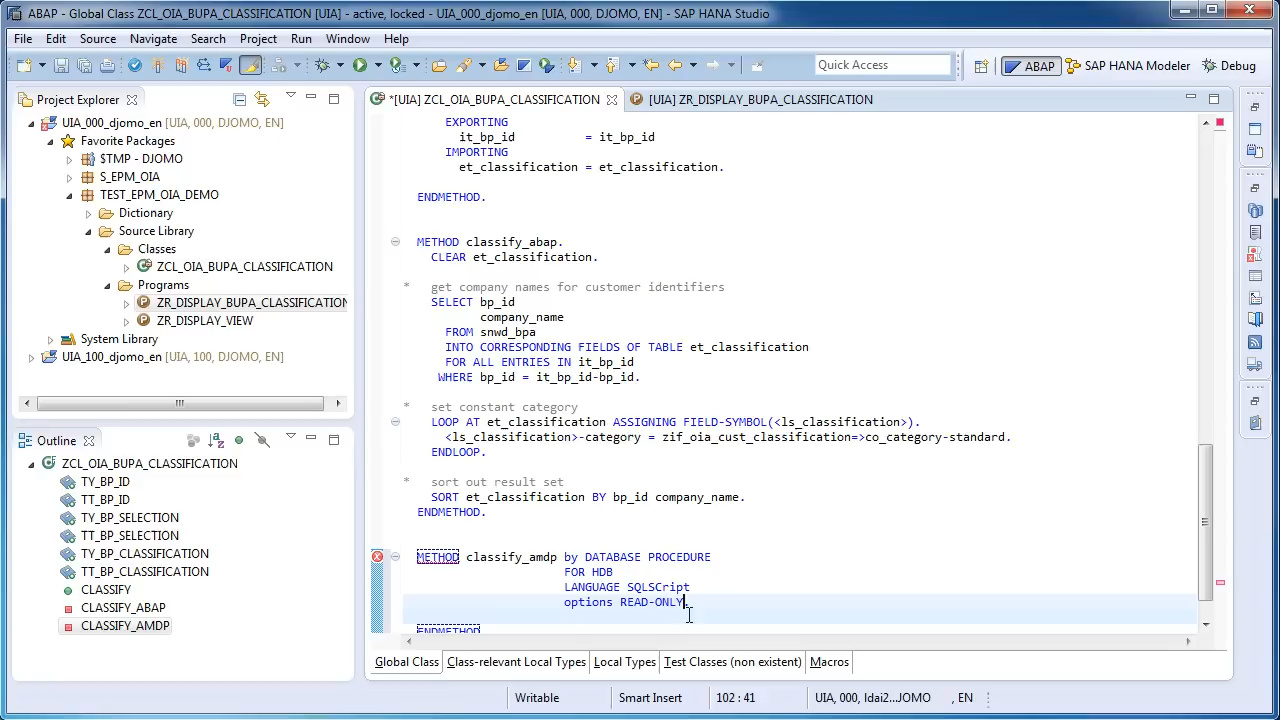 ABAP - Global Class ZCL_OIA_BUPA_CLASSIFICATION [UIA] - active, locked - UIA_000_djomo_en [UIA, 000, DJOMO, EN] - SAP HANA Studio
File Edit Source Navigate Search Project Run Window Help
Quick Access
ABAP SAP HANA Modeler Debug
Project Explorer
UIA_000_djomo_en [UIA, 000, DJOMO, EN]
Favorite Packages
$TMP - DJOMO
S_EPM_OIA
TEST_EPM_OIA_DEMO
Dictionary
Source Library
Classes
ZCL_OIA_BUPA_CLASSIFICATION
Programs
ZR_DISPLAY_BUPA_CLASSIFICATION
ZR_DISPLAY_VIEW
System Library
UIA_100_djomo_en [UIA, 100, DJOMO, EN]
Outline
ZCL_OIA_BUPA_CLASSIFICATION
TY_BP_ID
TT_BP_ID
TY_BP_SELECTION
TT_BP_SELECTION
TY_BP_CLASSIFICATION
TT_BP_CLASSIFICATION
CLASSIFY
CLASSIFY_ABAP
CLASSIFY_AMDP
*[UIA] ZCL_OIA_BUPA_CLASSIFICATION
[UIA] ZR_DISPLAY_BUPA_CLASSIFICATION
EXPORTING
it_bp_id = it_bp_id
IMPORTING
et_classification = et_classification.
ENDMETHOD.
METHOD classify_abap.
CLEAR et_classification.
* get company names for customer identifiers
SELECT bp_id
company_name
FROM snwd_bpa
INTO CORRESPONDING FIELDS OF TABLE et_classification
FOR ALL ENTRIES IN it_bp_id
WHERE bp_id = it_bp_id-bp_id.
* set constant category
LOOP AT et_classification ASSIGNING FIELD-SYMBOL(<ls_classification>).
<ls_classification>-category = zif_oia_cust_classification=>co_category-standard.
ENDLOOP.
* sort out result set
SORT et_classification BY bp_id company_name.
ENDMETHOD.
METHOD classify_amdp by DATABASE PROCEDURE
FOR HDB
LANGUAGE SQLSCript
options READ-ONLY
ENDMETHOD
Global Class Class-relevant Local Types Local Types Test Classes (non existent) Macros
Writable Smart Insert 102 : 41 UIA, 000, ldai2...JOMO , EN